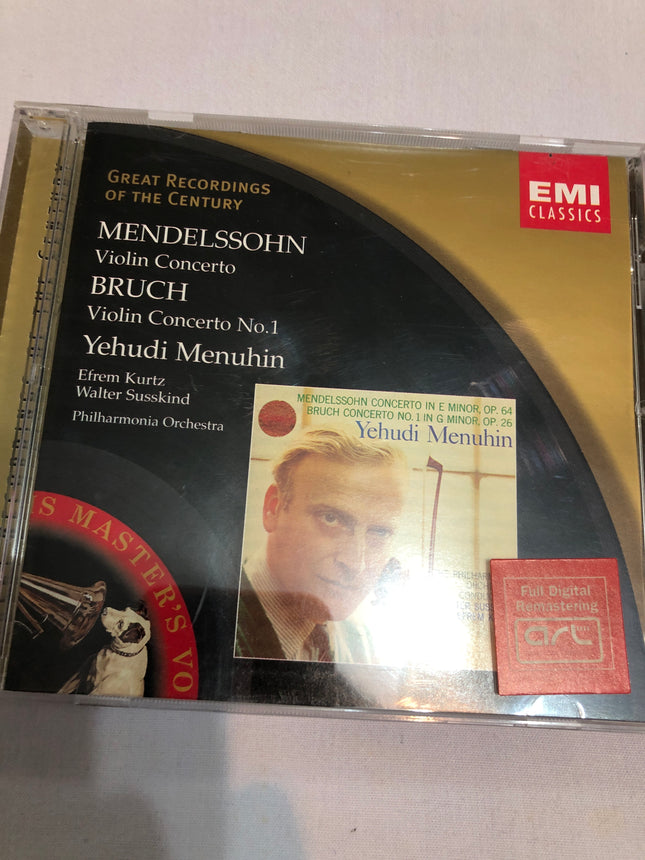 GREAT RECORDINGS
OF THE CENTURY
EMI
CLASSICS
MENDELSSOHN
Violin Concerto
BRUCH
Violin Concerto No.1
Yehudi Menuhin
Efrem Kurtz
Walter Susskind
Philharmonia Orchestra
MENDELSSOHN CONCERTO IN E MINOR, OP. 64
BRUCH CONCERTO NO. 1 IN G MINOR, OP. 26
Yehudi Menuhin
IS MASTER'S VO
Full Digital
Remastering
art